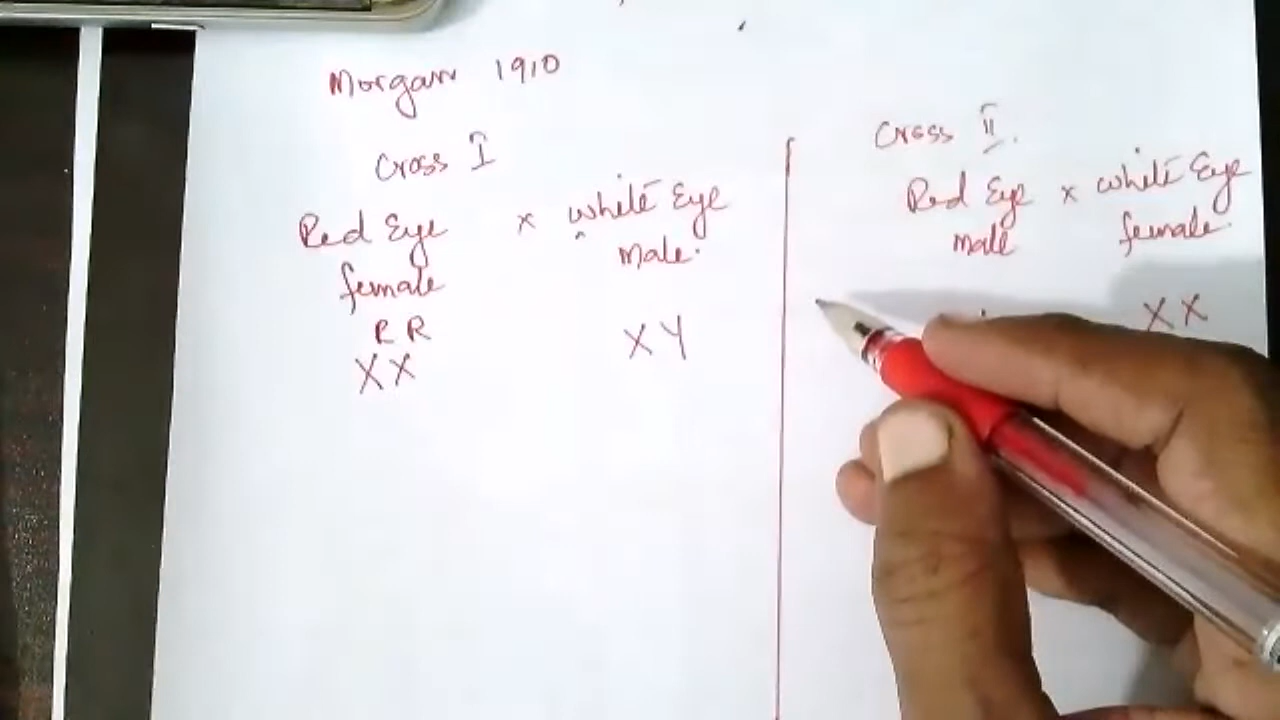 Morgan 1910
Cross I
Red Eye × white Eye
female male.
R R
XX XY
Cross II.
Red Eye × white Eye
male female.
XX